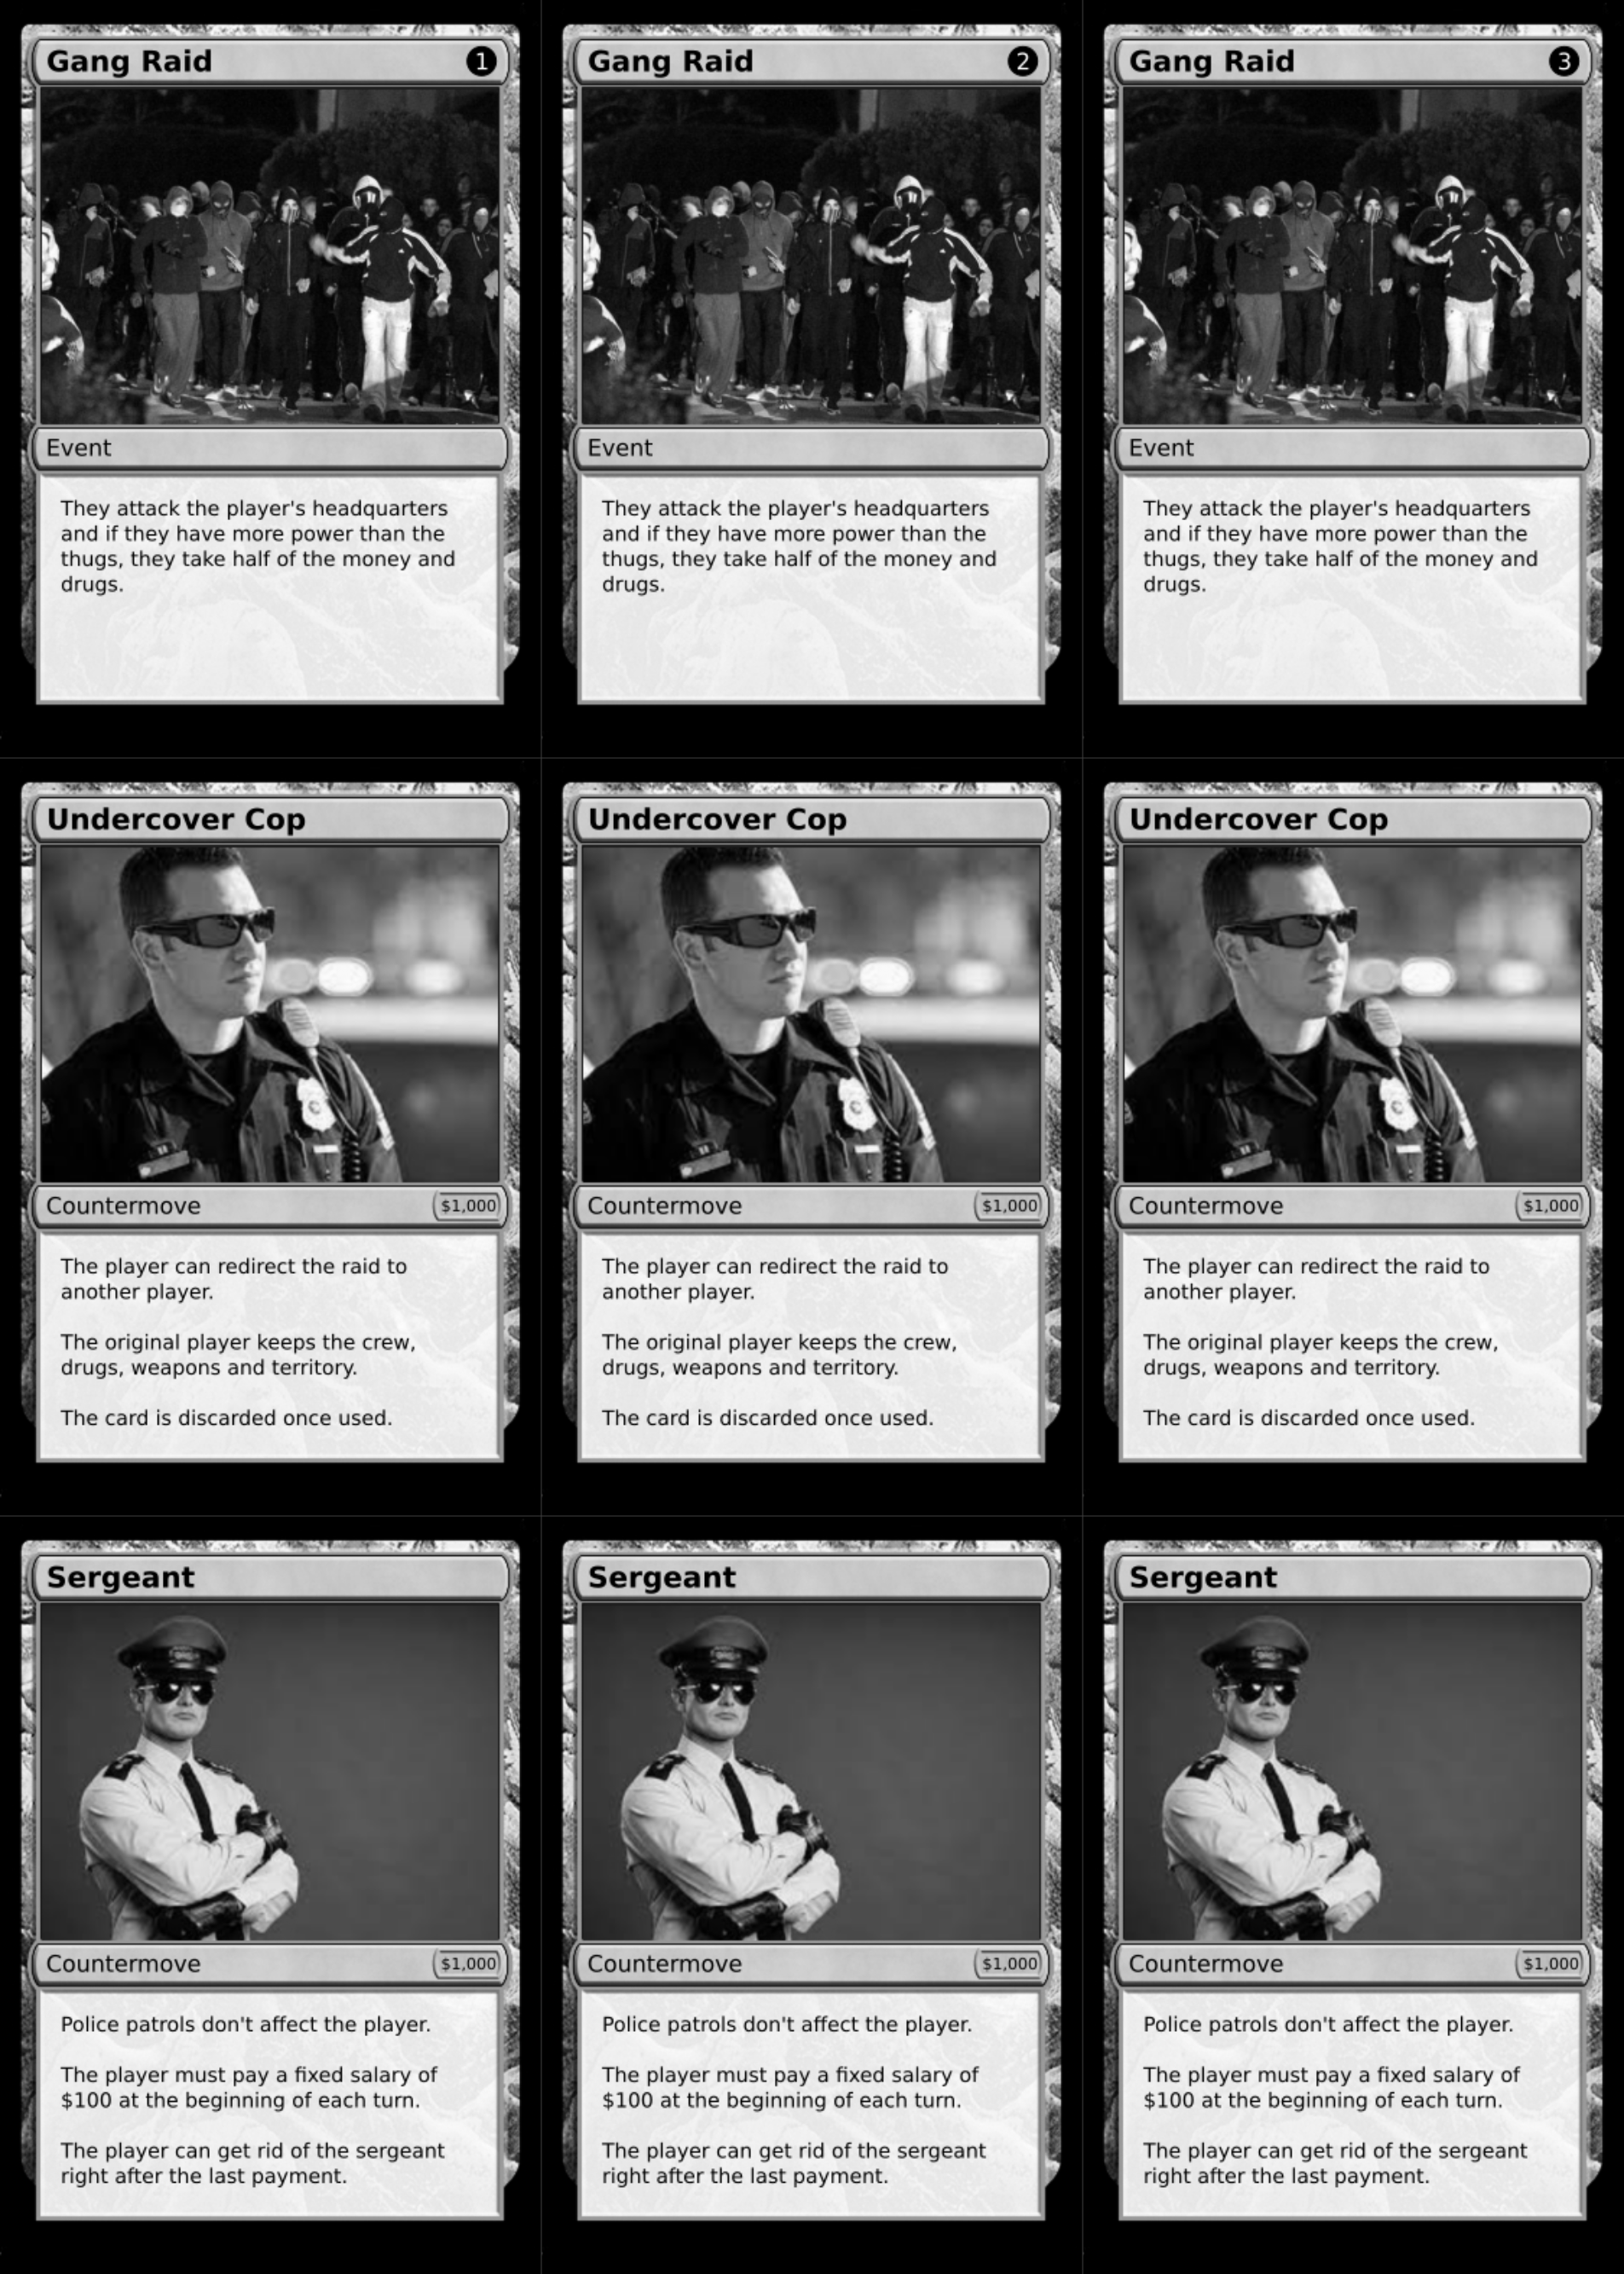 Gang Raid 1
Event
They attack the player's headquarters
and if they have more power than the
thugs, they take half of the money and
drugs.
Gang Raid 2
Event
They attack the player's headquarters
and if they have more power than the
thugs, they take half of the money and
drugs.
Gang Raid 3
Event
They attack the player's headquarters
and if they have more power than the
thugs, they take half of the money and
drugs.
Undercover Cop
Countermove $1,000
The player can redirect the raid to
another player.
The original player keeps the crew,
drugs, weapons and territory.
The card is discarded once used.
Undercover Cop
Countermove $1,000
The player can redirect the raid to
another player.
The original player keeps the crew,
drugs, weapons and territory.
The card is discarded once used.
Undercover Cop
Countermove $1,000
The player can redirect the raid to
another player.
The original player keeps the crew,
drugs, weapons and territory.
The card is discarded once used.
Sergeant
Countermove $1,000
Police patrols don't affect the player.
The player must pay a fixed salary of
$100 at the beginning of each turn.
The player can get rid of the sergeant
right after the last payment.
Sergeant
Countermove $1,000
Police patrols don't affect the player.
The player must pay a fixed salary of
$100 at the beginning of each turn.
The player can get rid of the sergeant
right after the last payment.
Sergeant
Countermove $1,000
Police patrols don't affect the player.
The player must pay a fixed salary of
$100 at the beginning of each turn.
The player can get rid of the sergeant
right after the last payment.